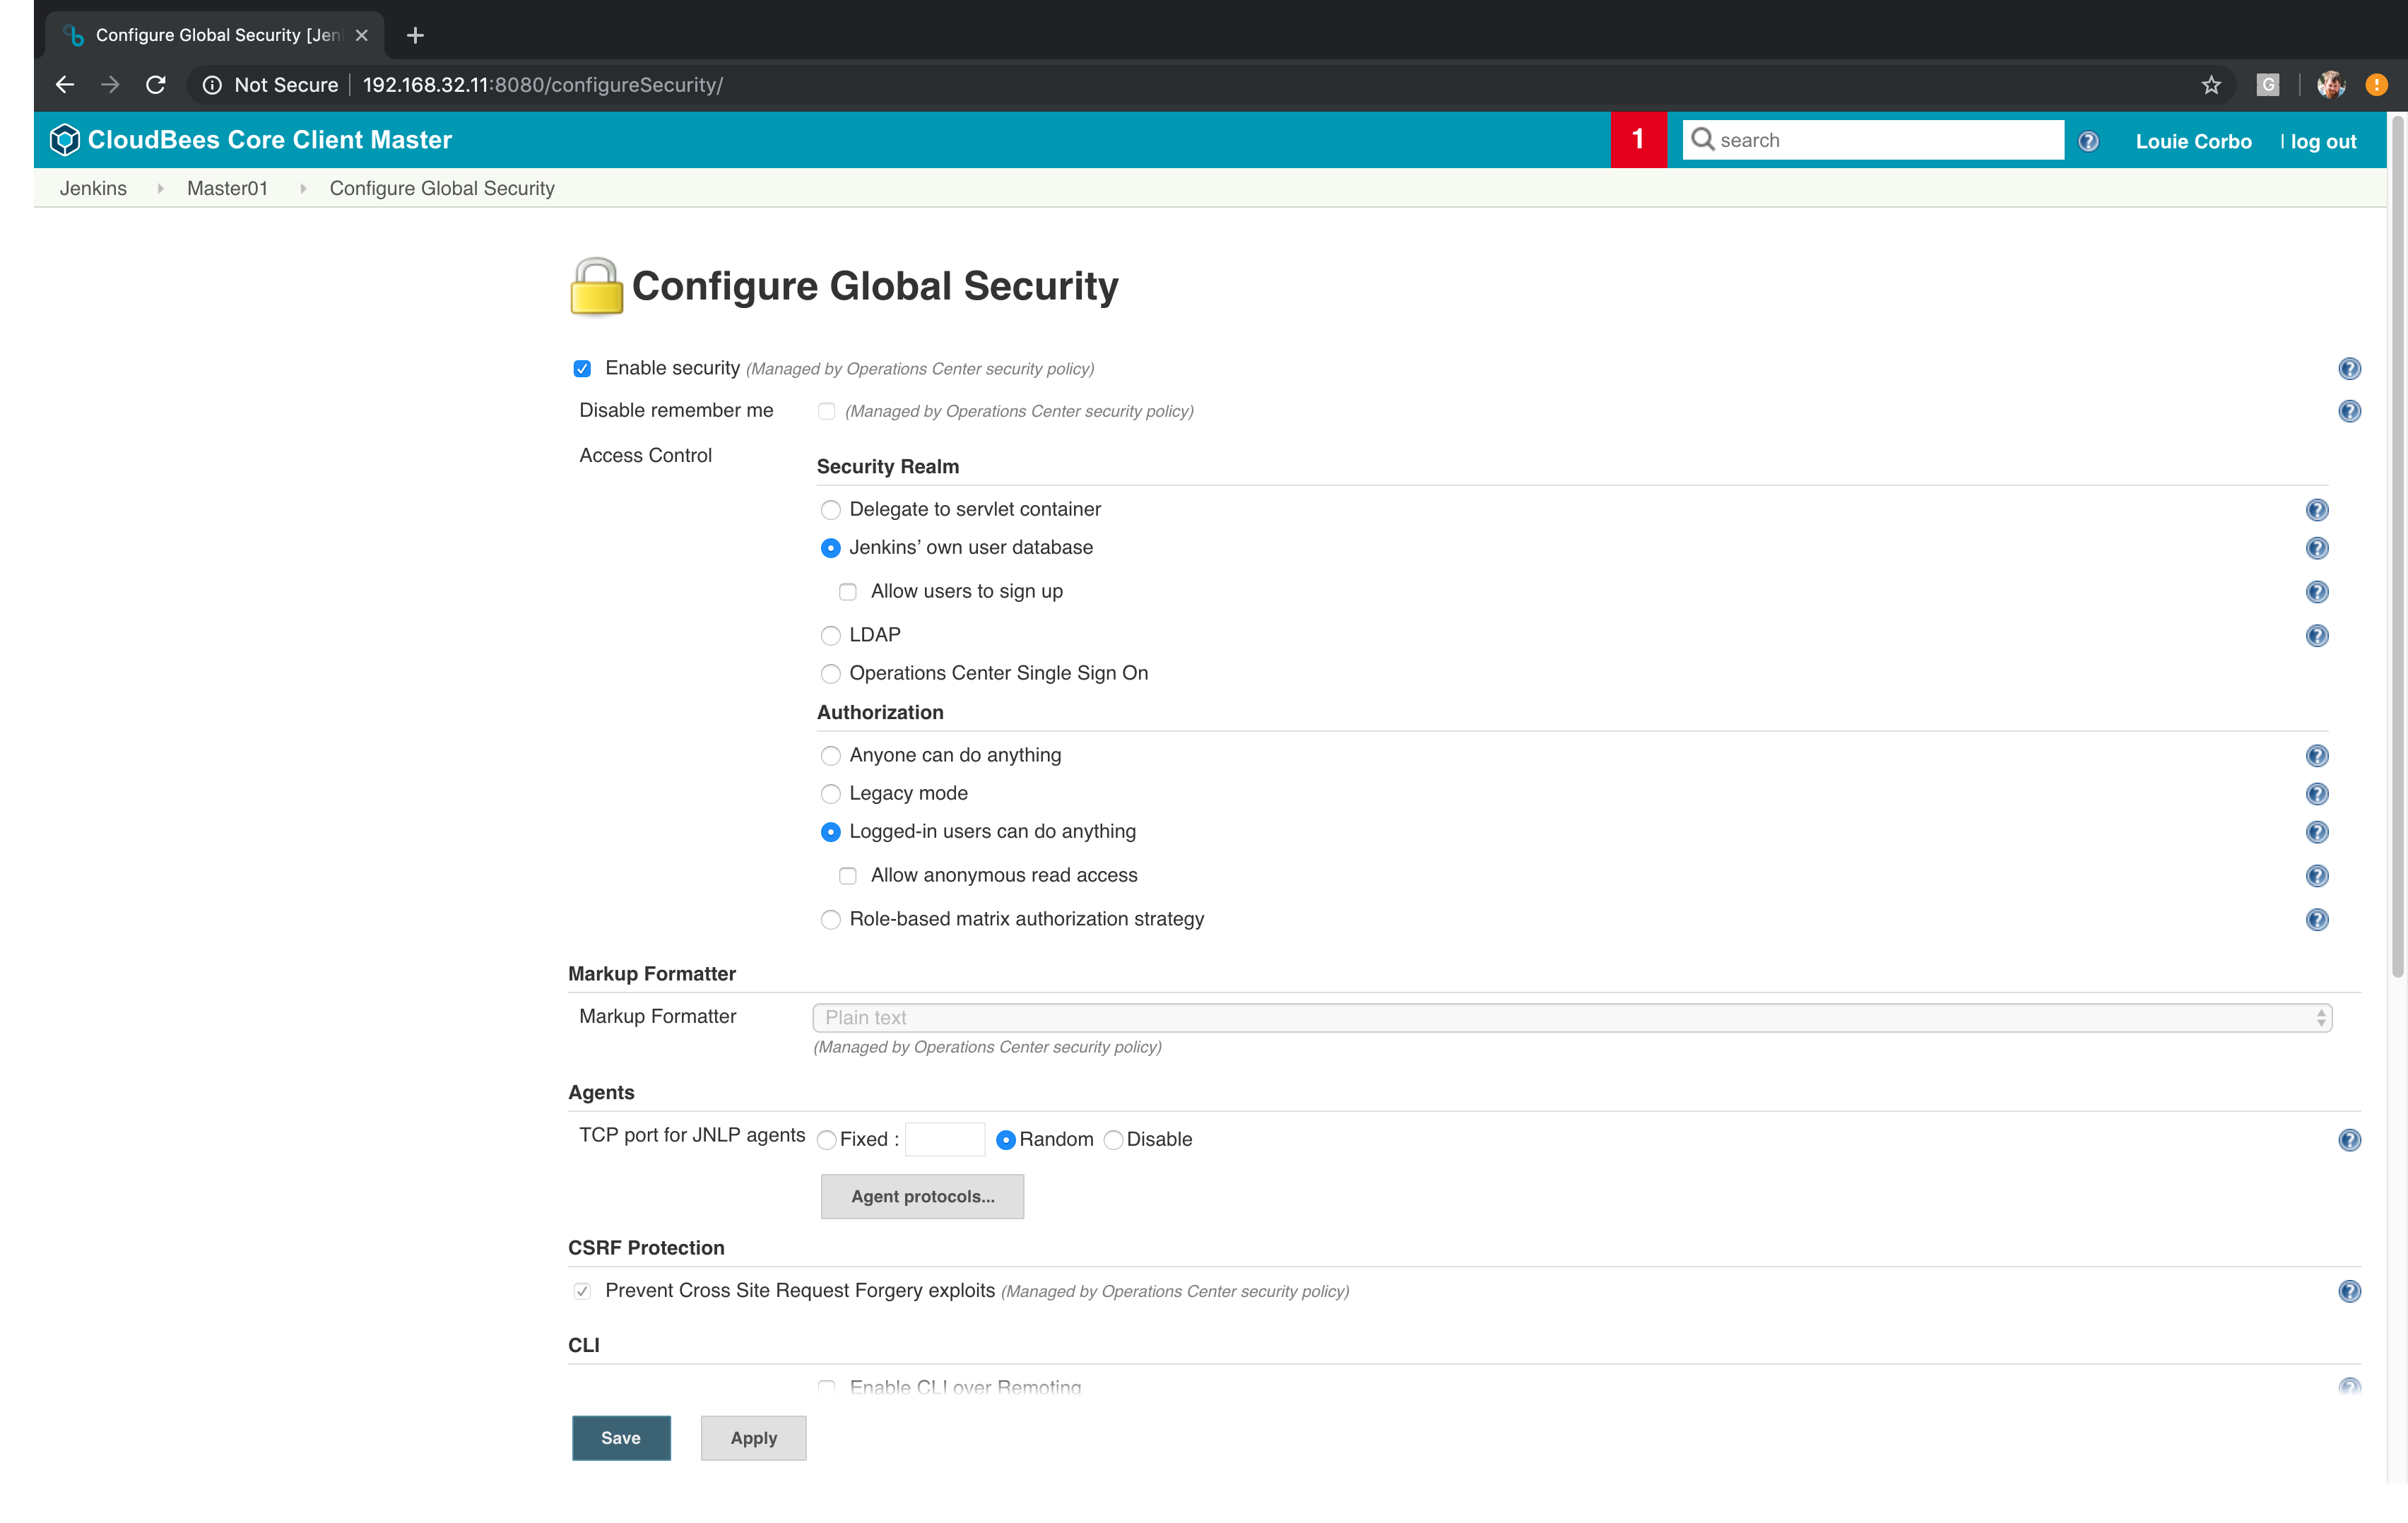 Configure Global Security [Jen
Not Secure 192.168.32.11:8080/configureSecurity/
G
CloudBees Core Client Master
1
search
Louie Corbo | log out
Jenkins Master01 Configure Global Security
Configure Global Security
Enable security (Managed by Operations Center security policy)
Disable remember me (Managed by Operations Center security policy)
Access Control
Security Realm
Delegate to servlet container
Jenkins’ own user database
Allow users to sign up
LDAP
Operations Center Single Sign On
Authorization
Anyone can do anything
Legacy mode
Logged-in users can do anything
Allow anonymous read access
Role-based matrix authorization strategy
Markup Formatter
Markup Formatter Plain text
(Managed by Operations Center security policy)
Agents
TCP port for JNLP agents Fixed : Random Disable
Agent protocols...
CSRF Protection
Prevent Cross Site Request Forgery exploits (Managed by Operations Center security policy)
CLI
Enable CLI over Remoting
Save Apply